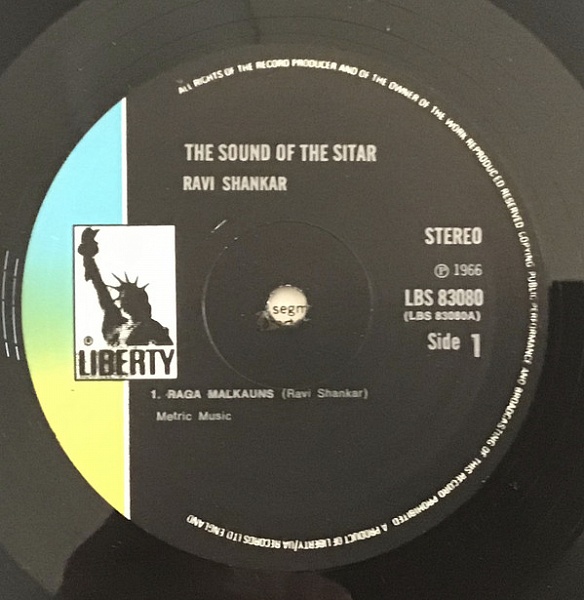 ALL RIGHTS OF THE RECORD PRODUCER AND OF THE OWNER OF THE WORK REPRODUCED RESERVED COPYING PUBLIC PERFORMANCE AND BROADCASTING OF THIS RECORD PROHIBITED. A PRODUCT OF LIBERTY/UA RECORDS LTD ENGLAND
THE SOUND OF THE SITAR
RAVI SHANKAR
STEREO
Ⓟ 1966
LBS 83080
(LBS 83080A)
Side 1
® LIBERTY
segm
1. RAGA MALKAUNS (Ravi Shankar)
Metric Music